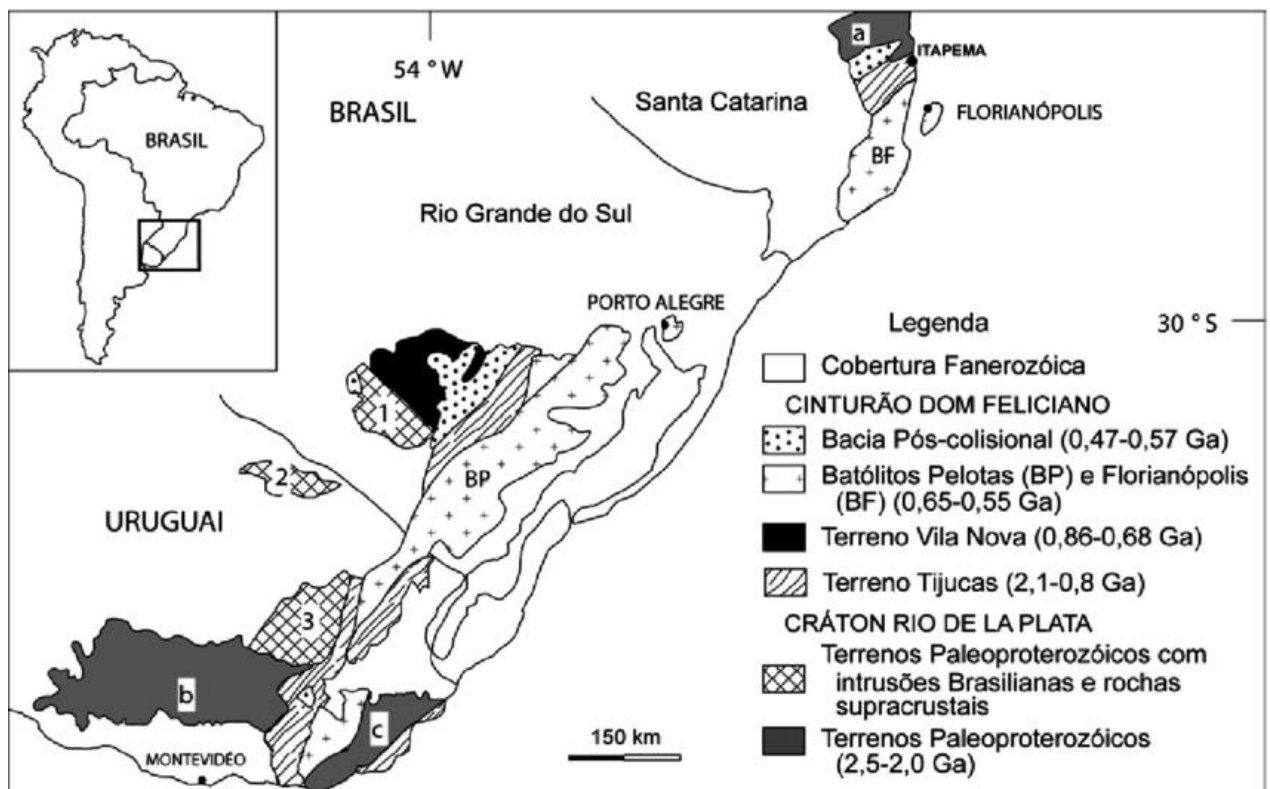 BRASIL
54 ° W
BRASIL
Santa Catarina
a
ITAPEMA
FLORIANÓPOLIS
BF
Rio Grande do Sul
PORTO ALEGRE
30 ° S
1
2
BP
URUGUAI
3
b
c
MONTEVIDÉO
150 km
Legenda
Cobertura Fanerozóica
CINTURÃO DOM FELICIANO
Bacia Pós-colisional (0,47-0,57 Ga)
Batólitos Pelotas (BP) e Florianópolis
(BF) (0,65-0,55 Ga)
Terreno Vila Nova (0,86-0,68 Ga)
Terreno Tijucas (2,1-0,8 Ga)
CRÁTON RIO DE LA PLATA
Terrenos Paleoproterozóicos com
intrusões Brasilianas e rochas
supracrustais
Terrenos Paleoproterozóicos
(2,5-2,0 Ga)